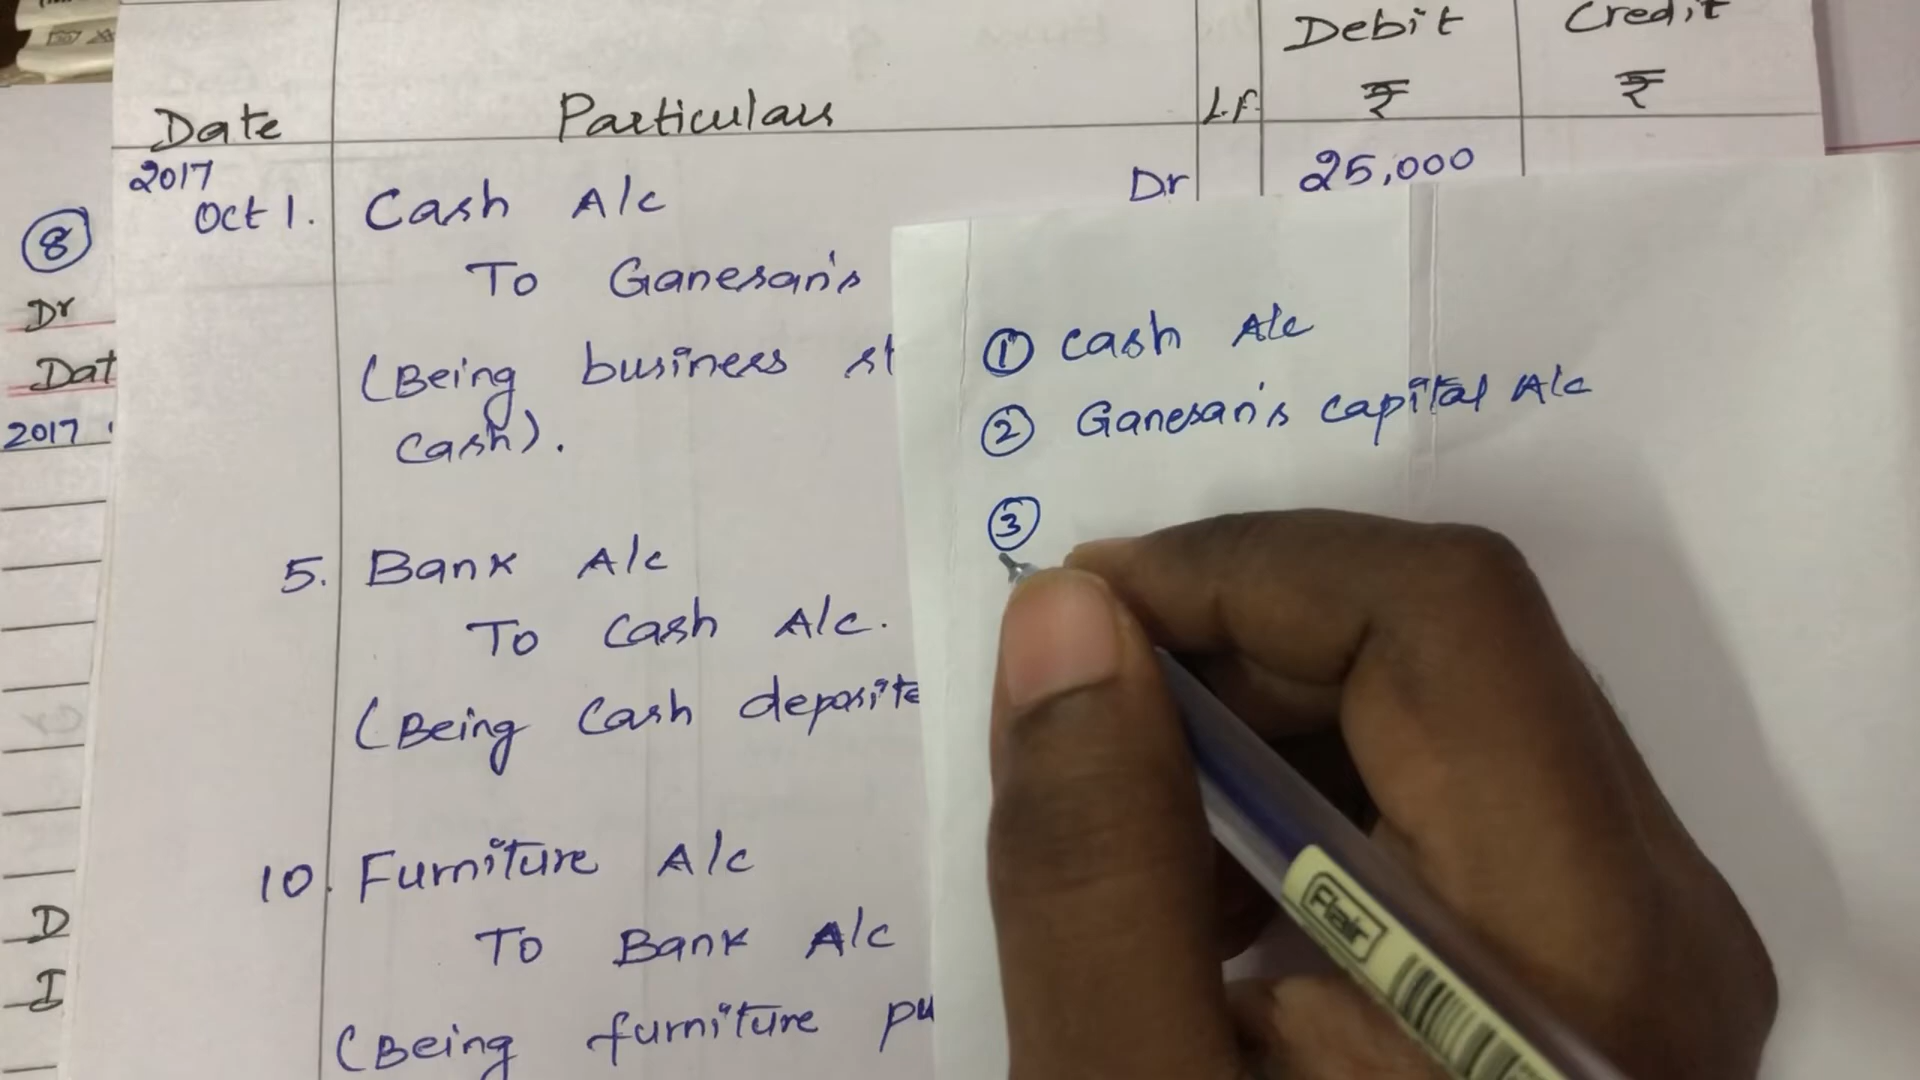 Debit Credit
Date Particulars L.F. ₹ ₹
2017
Oct 1. Cash A/c Dr 25,000
To Ganesan's
(Being business st
cash).
5. Bank A/c
To Cash A/c.
(Being Cash deposite
10. Furniture A/c
To Bank A/c
(Being furniture pu
① Cash A/c
② Ganesan's capital A/c
③
⑧
Dr
Dat
2017
D
I
Flair